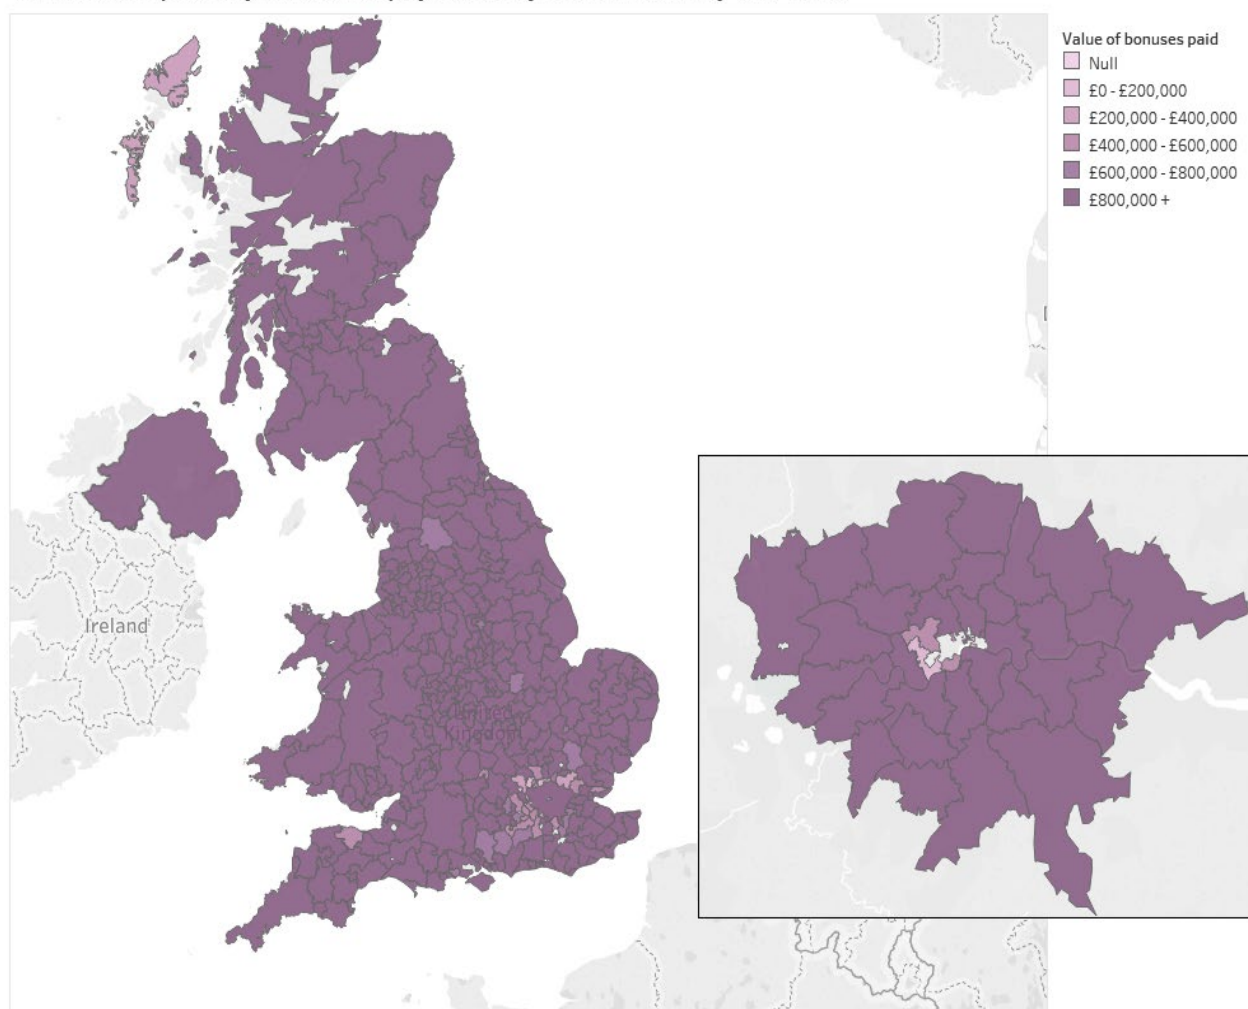 Value of bonuses paid
Null
£0 - £200,000
£200,000 - £400,000
£400,000 - £600,000
£600,000 - £800,000
£800,000 +
Ireland
United
Kingdom